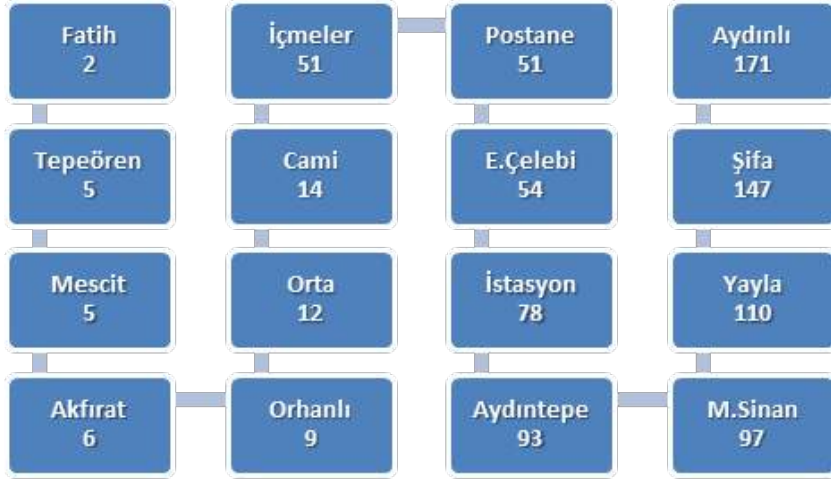 Fatih
2
İçmeler
51
Postane
51
Aydınlı
171
Tepeören
5
Cami
14
E.Çelebi
54
Şifa
147
Mescit
5
Orta
12
İstasyon
78
Yayla
110
Akfırat
6
Orhanlı
9
Aydıntepe
93
M.Sinan
97